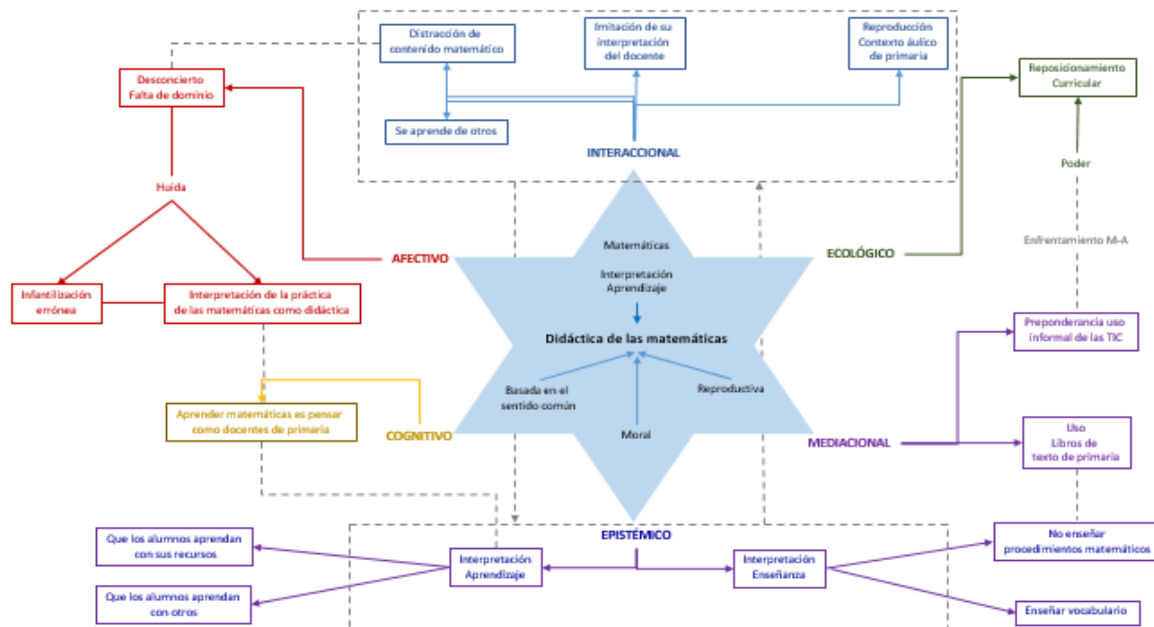 Distracción de
contenido matemático
Imitación de su
interpretación
del docente
Reproducción
Contexto áulico
de primaria
Desconcierto
Falta de dominio
Reposicionamiento
Curricular
Se aprende de otros
INTERACCIONAL
Poder
Huida
Matemáticas
ECOLÓGICO
Enfrentamiento M-A
AFECTIVO
Interpretación
Aprendizaje
Infantilización
errónea
Interpretación de la práctica
de las matemáticas como didáctica
Didáctica de las matemáticas
Preponderancia uso
informal de las TIC
Basada en el
sentido común
Reproductiva
Aprender matemáticas es pensar
como docentes de primaria
COGNITIVO
Moral
MEDIACIONAL
Uso
Libros de
texto de primaria
EPISTÉMICO
Que los alumnos aprendan
con sus recursos
Interpretación
Aprendizaje
Interpretación
Enseñanza
No enseñar
procedimientos matemáticos
Que los alumnos aprendan
con otros
Enseñar vocabulario